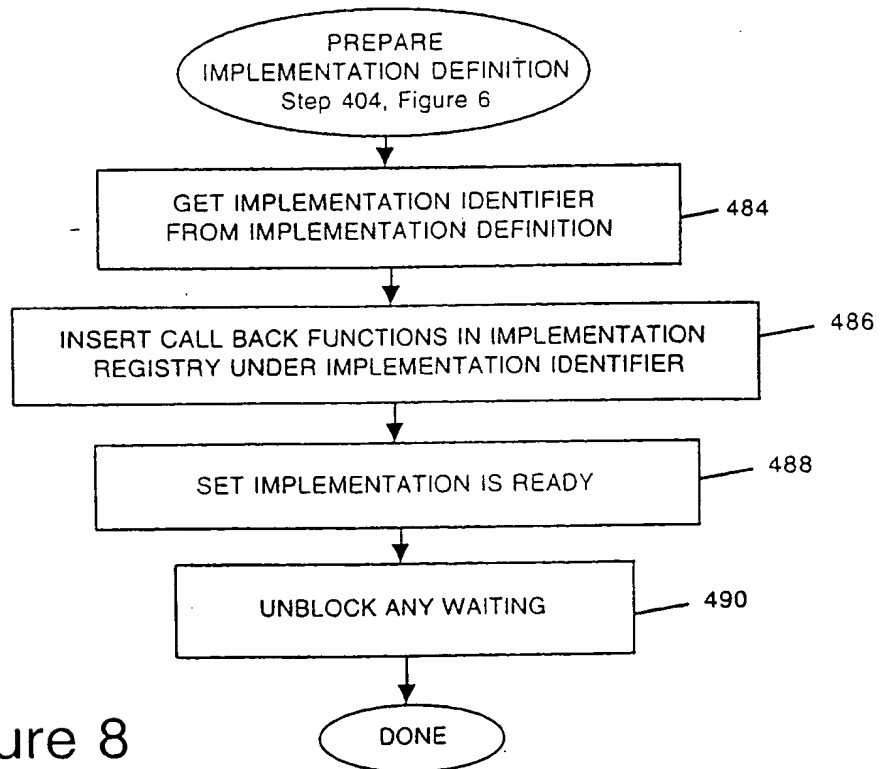 PREPARE
IMPLEMENTATION DEFINITION
Step 404, Figure 6
GET IMPLEMENTATION IDENTIFIER
FROM IMPLEMENTATION DEFINITION
484
INSERT CALL BACK FUNCTIONS IN IMPLEMENTATION
REGISTRY UNDER IMPLEMENTATION IDENTIFIER
486
SET IMPLEMENTATION IS READY
488
UNBLOCK ANY WAITING
490
DONE
ure 8